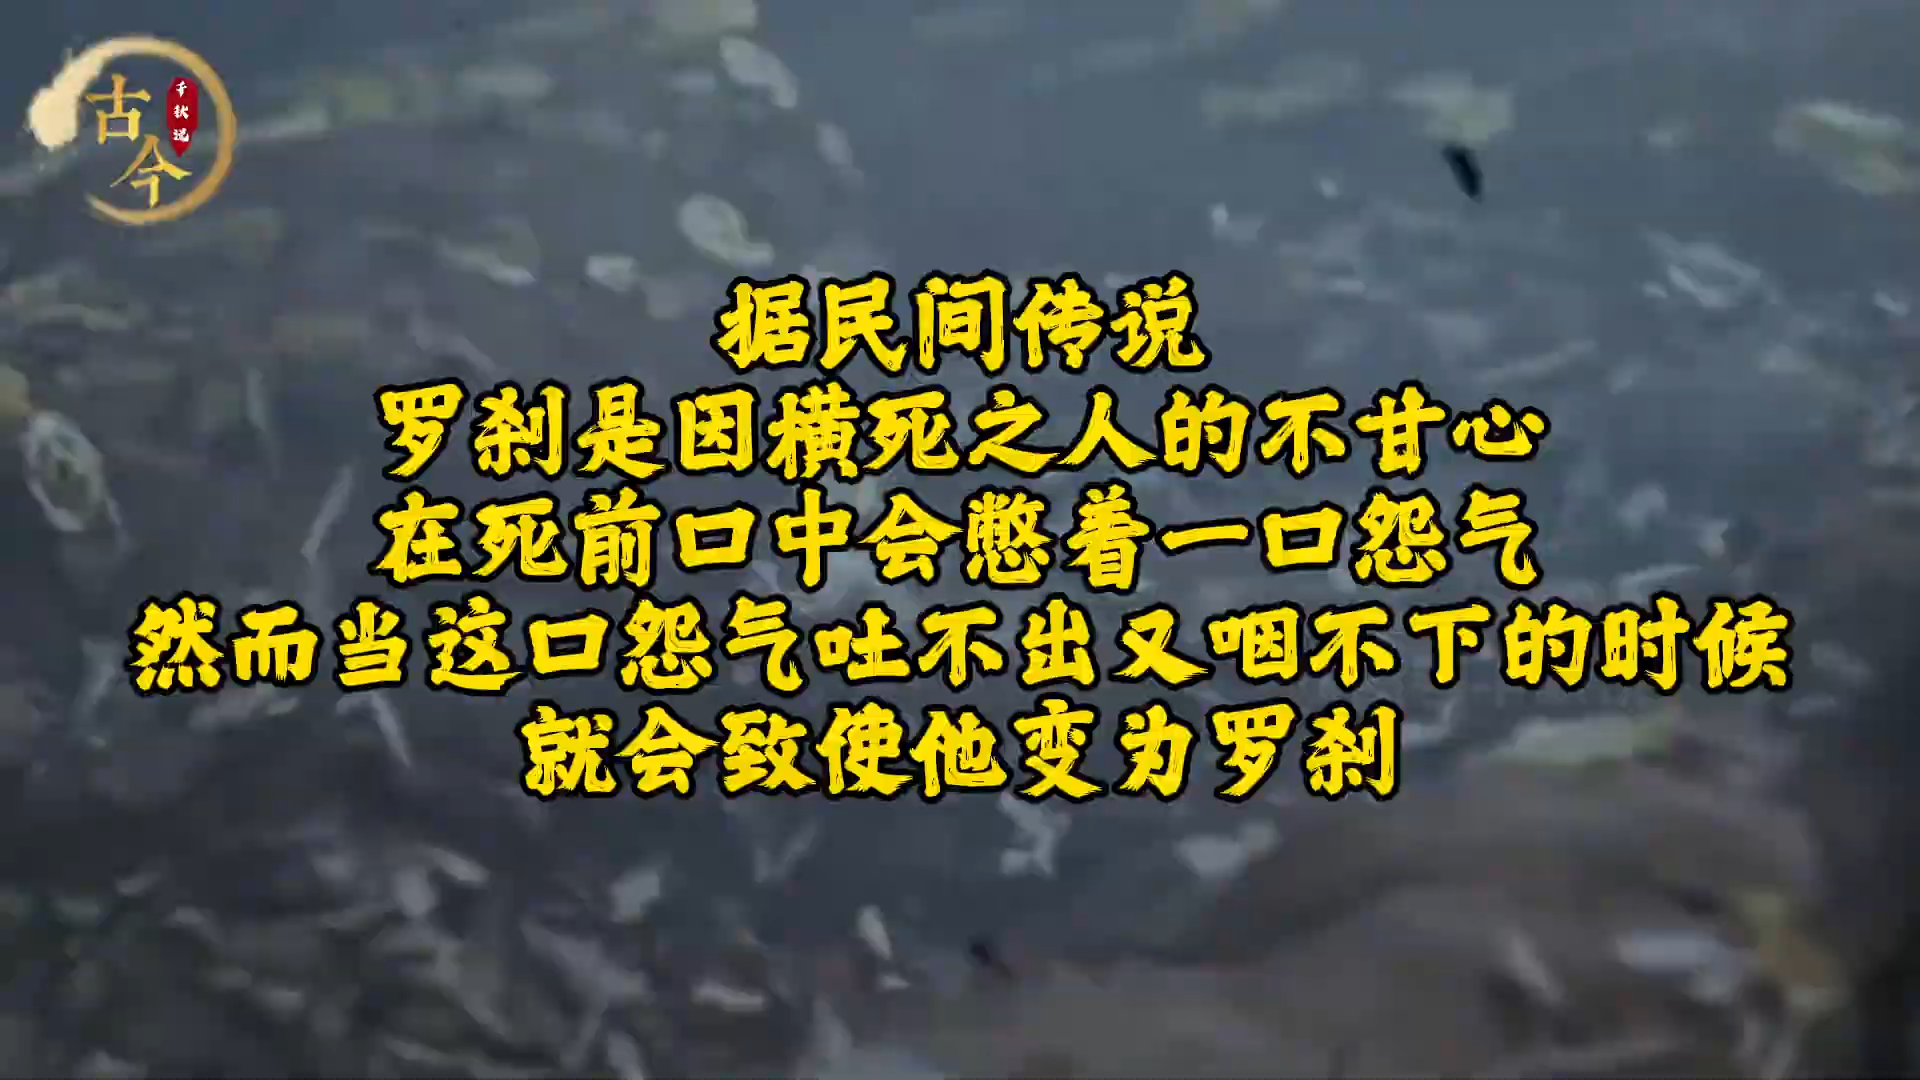 古今
千秋说
据民间传说
罗刹是因横死之人的不甘心
在死前口中会憋着一口怨气
然而当这口怨气吐不出又咽不下的时候
就会致使他变为罗刹